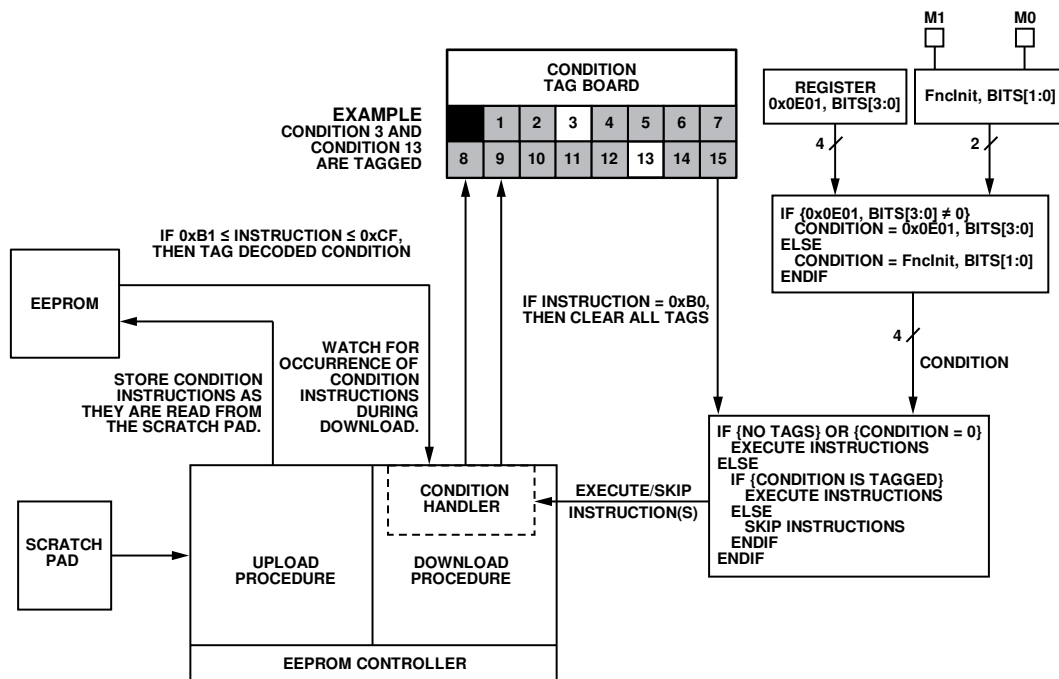 M1
M0
CONDITION
TAG BOARD
REGISTER
0x0E01, BITS[3:0]
FncInit, BITS[1:0]
EXAMPLE
CONDITION 3 AND
CONDITION 13
ARE TAGGED
1 2 3 4 5 6 7
8 9 10 11 12 13 14 15
4
2
IF {0x0E01, BITS[3:0] ≠ 0}
CONDITION = 0x0E01, BITS[3:0]
ELSE
CONDITION = FncInit, BITS[1:0]
ENDIF
IF 0xB1 ≤ INSTRUCTION ≤ 0xCF,
THEN TAG DECODED CONDITION
EEPROM
IF INSTRUCTION = 0xB0,
THEN CLEAR ALL TAGS
4
CONDITION
WATCH FOR
OCCURRENCE OF
CONDITION
INSTRUCTIONS
DURING
DOWNLOAD.
STORE CONDITION
INSTRUCTIONS AS
THEY ARE READ FROM
THE SCRATCH PAD.
IF {NO TAGS} OR {CONDITION = 0}
EXECUTE INSTRUCTIONS
ELSE
IF {CONDITION IS TAGGED}
EXECUTE INSTRUCTIONS
ELSE
SKIP INSTRUCTIONS
ENDIF
ENDIF
CONDITION
HANDLER
EXECUTE/SKIP
INSTRUCTION(S)
SCRATCH
PAD
UPLOAD
PROCEDURE
DOWNLOAD
PROCEDURE
EEPROM CONTROLLER